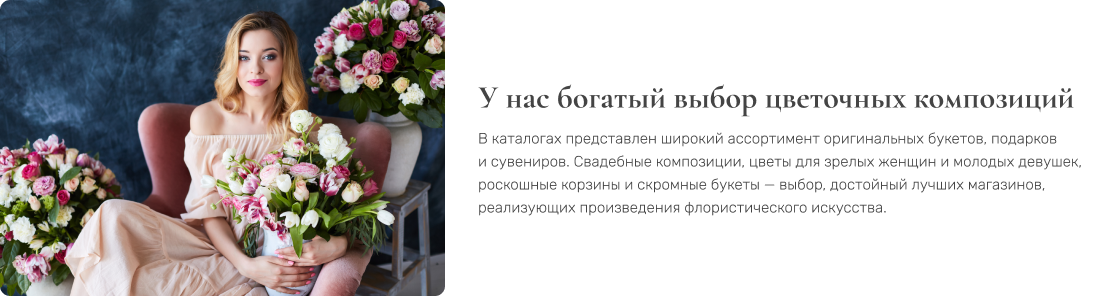 У нас богатый выбор цветочных композиций
В каталогах представлен широкий ассортимент оригинальных букетов, подарков
и сувениров. Свадебные композиции, цветы для зрелых женщин и молодых девушек,
роскошные корзины и скромные букеты — выбор, достойный лучших магазинов,
реализующих произведения флористического искусства.